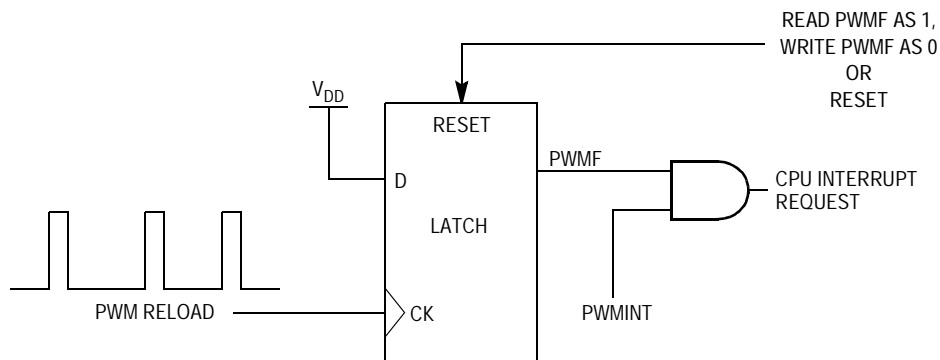 READ PWMF AS 1,
WRITE PWMF AS 0
OR
RESET
VDD
RESET
D
PWMF
CPU INTERRUPT
REQUEST
LATCH
PWM RELOAD
CK
PWMINT